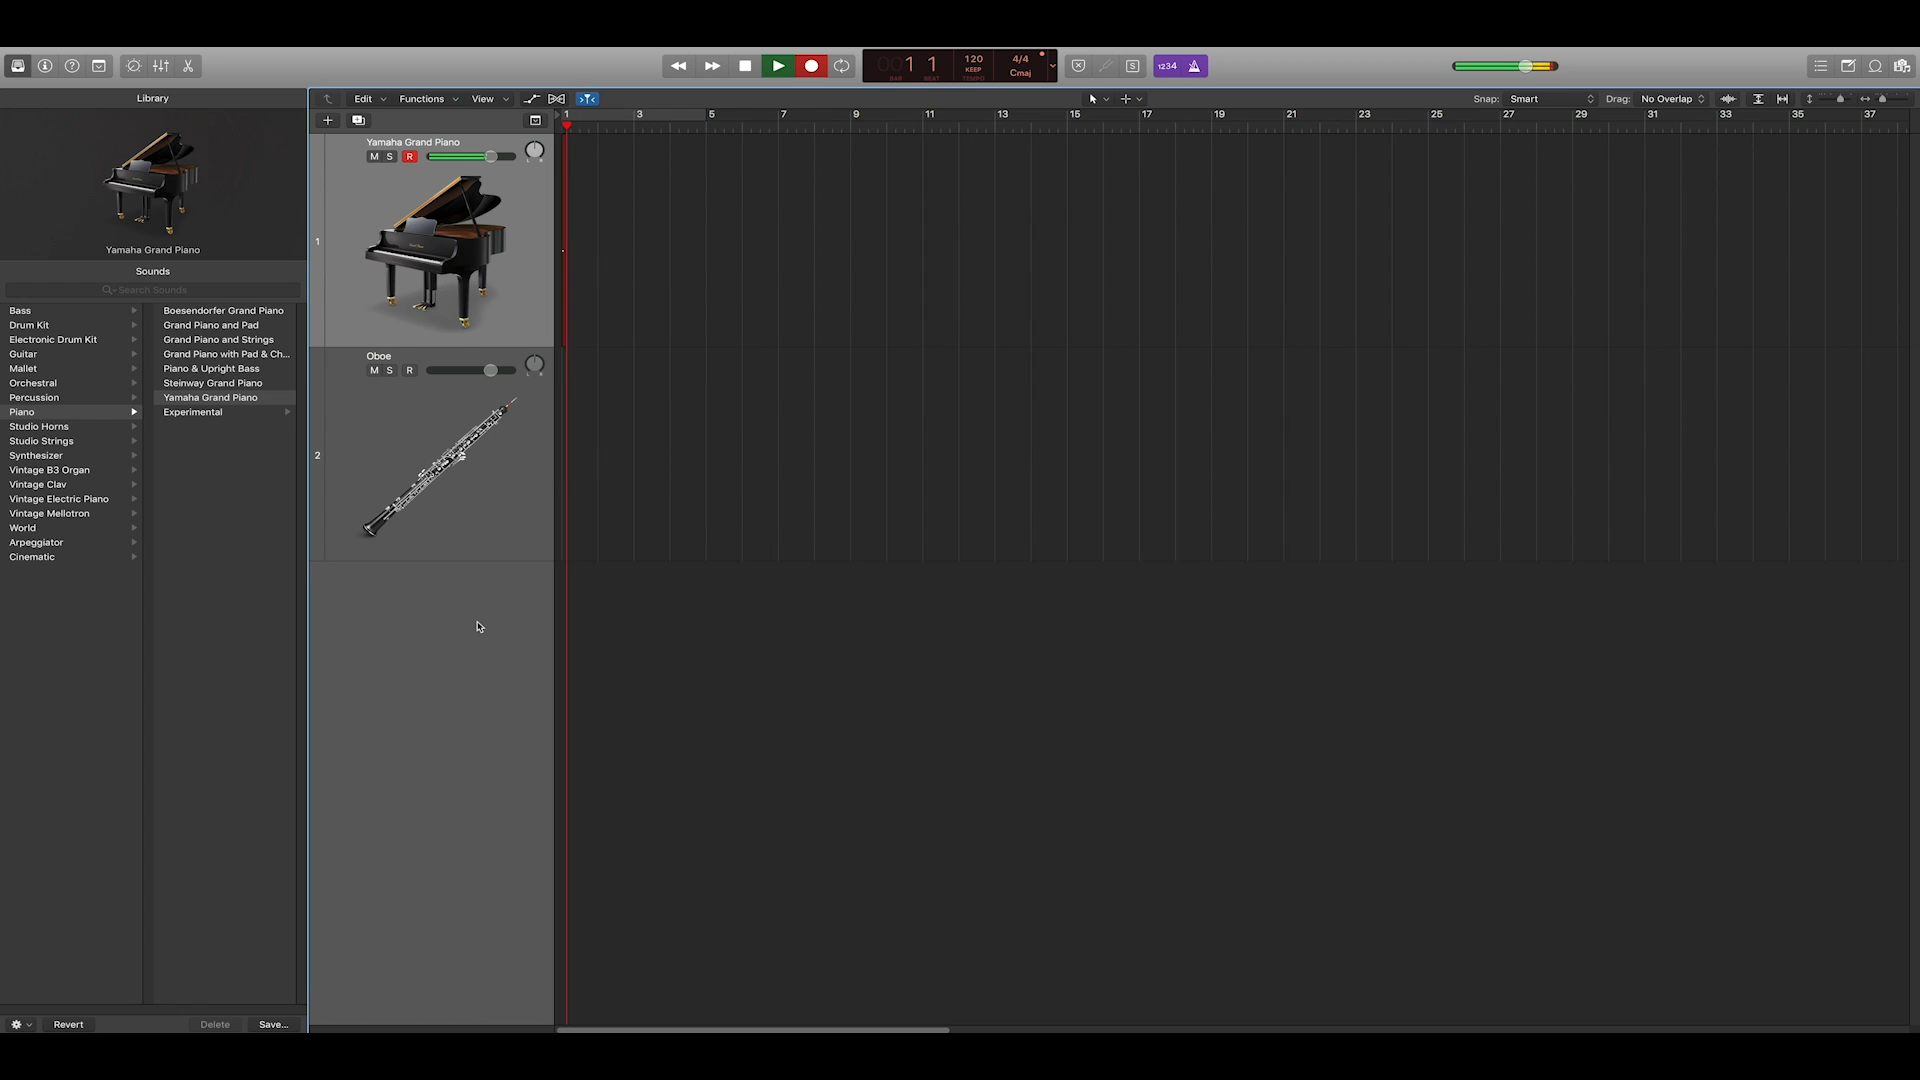 001 1
120
4/4
BAR BEAT
KEEP
TEMPO
Cmaj
S
1234
Library
Edit
Functions
View
Snap: Smart
Drag: No Overlap
1 3 5 7 9 11 13 15 17 19 21 23 25 27 29 31 33 35 37
Yamaha Grand Piano
Sounds
Search Sounds
Bass
Drum Kit
Electronic Drum Kit
Guitar
Mallet
Orchestral
Percussion
Piano
Studio Horns
Studio Strings
Synthesizer
Vintage B3 Organ
Vintage Clav
Vintage Electric Piano
Vintage Mellotron
World
Arpeggiator
Cinematic
Boesendorfer Grand Piano
Grand Piano and Pad
Grand Piano and Strings
Grand Piano with Pad & Ch...
Piano & Upright Bass
Steinway Grand Piano
Yamaha Grand Piano
Experimental
Yamaha Grand Piano
M S R
L R
1
Oboe
M S R
L R
2
Revert
Delete
Save...